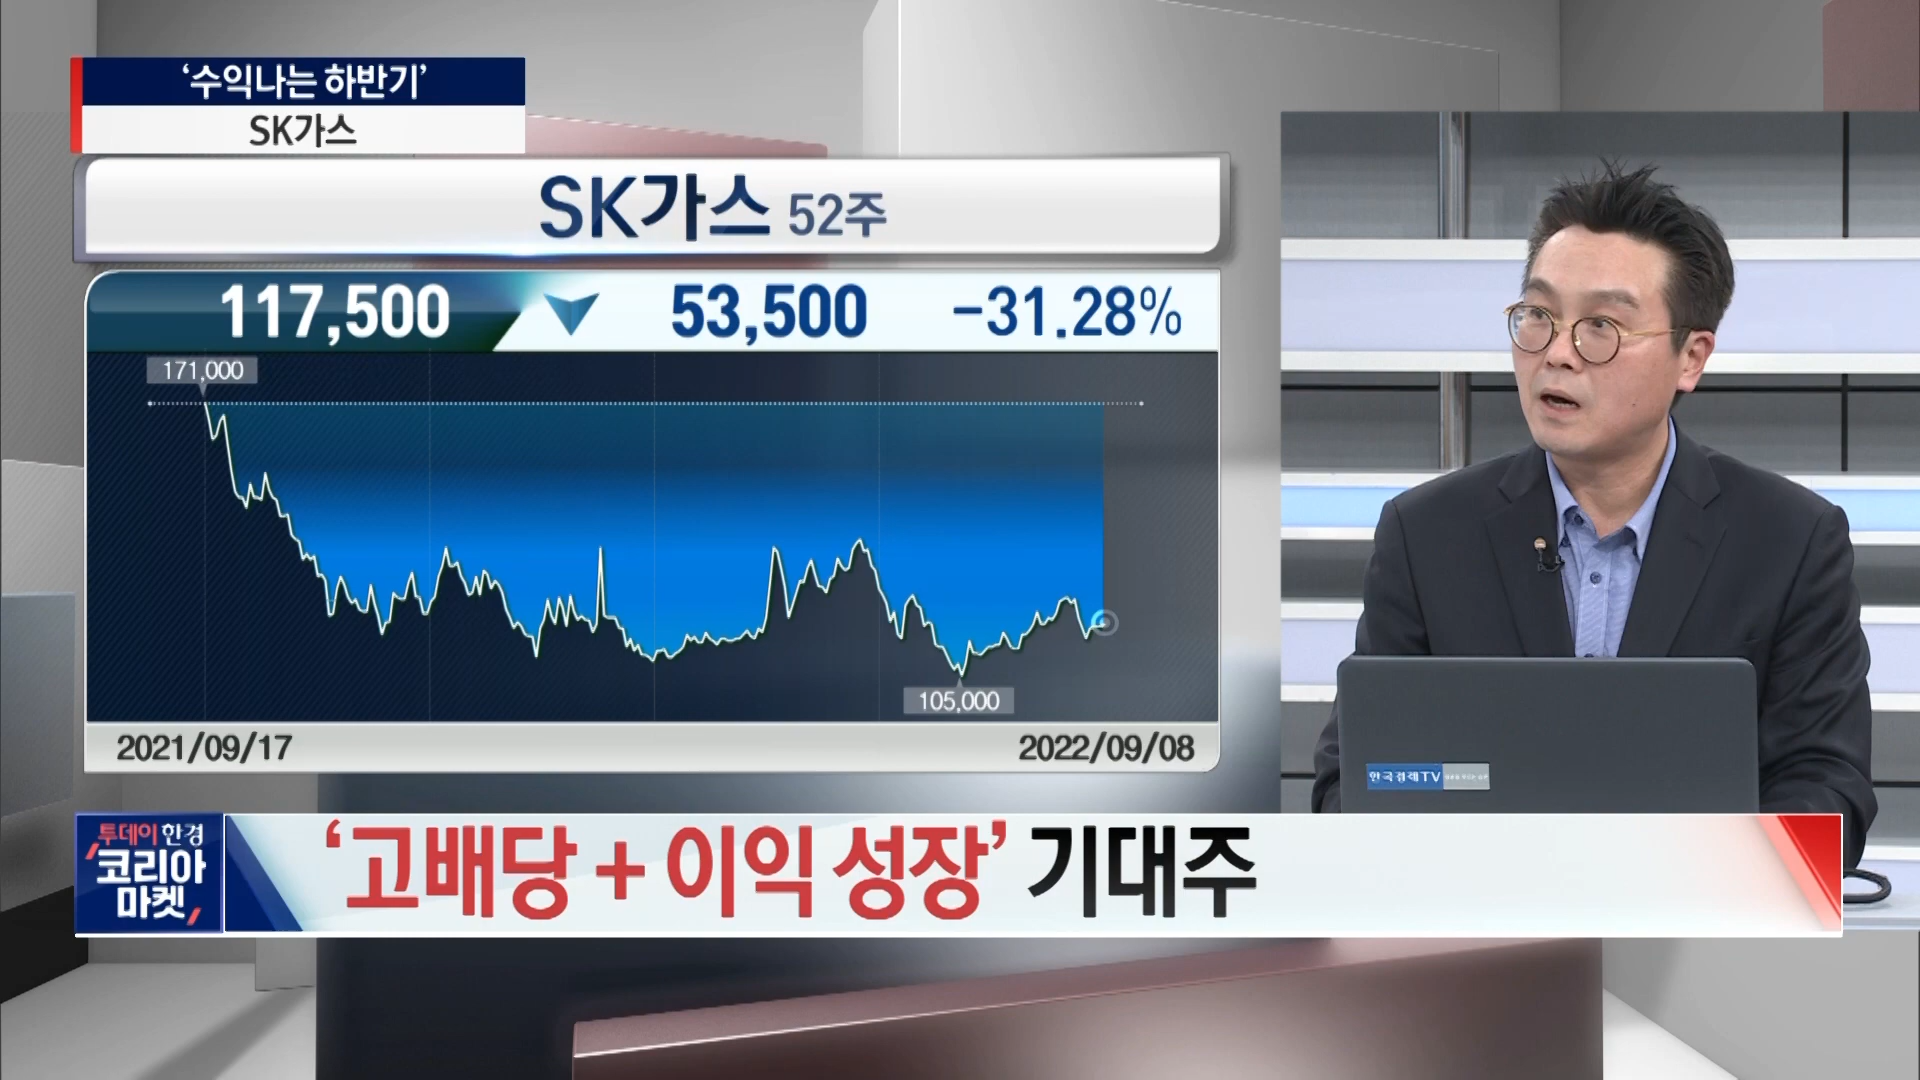 ‘수익나는 하반기’
SK가스
SK가스 52주
117,500 ▼ 53,500 -31.28%
171,000
105,000
2021/09/17 2022/09/08
한국경제TV
투데이 한경
코리아
마켓
‘고배당 + 이익 성장’ 기대주